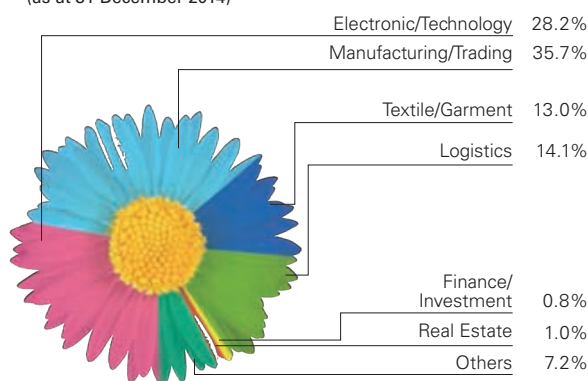 (as at 31 December 2014)
Electronic/Technology 28.2%
Manufacturing/Trading 35.7%
Textile/Garment 13.0%
Logistics 14.1%
Finance/
Investment 0.8%
Real Estate 1.0%
Others 7.2%